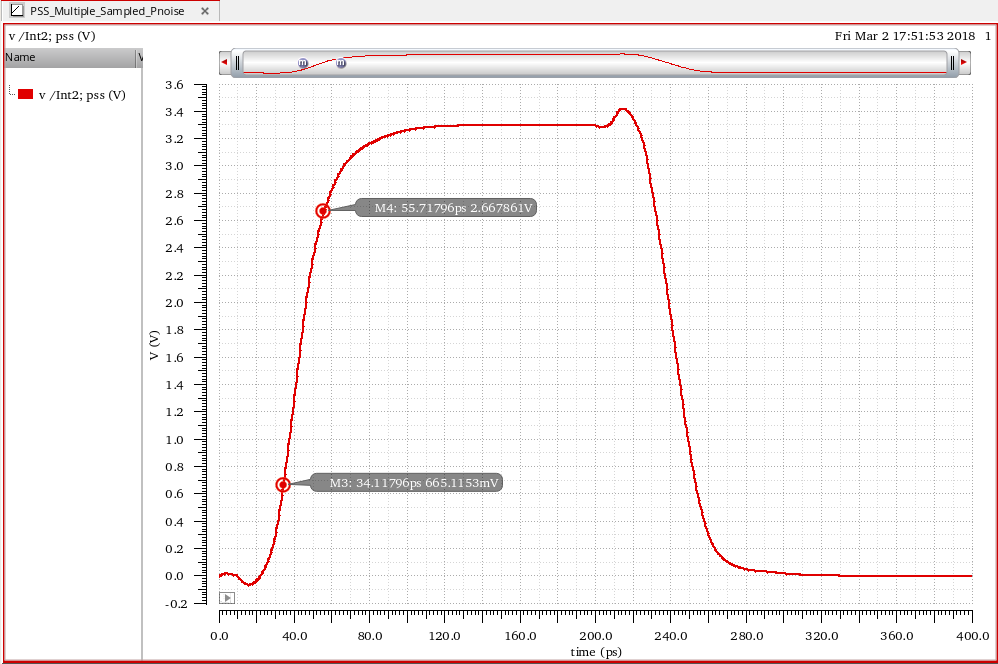 PSS_Multiple_Sampled_Pnoise
v /Int2; pss (V)
Fri Mar 2 17:51:53 2018 1
Name
V
v /Int2; pss (V)
m
m
3.6
3.4
3.2
3.0
2.8
2.6
2.4
2.2
2.0
1.8
1.6
1.4
1.2
1.0
0.8
0.6
0.4
0.2
0.0
-0.2
V (V)
M4: 55.71796ps 2.667861V
M3: 34.11796ps 665.1153mV
0.0 40.0 80.0 120.0 160.0 200.0 240.0 280.0 320.0 360.0 400.0
time (ps)